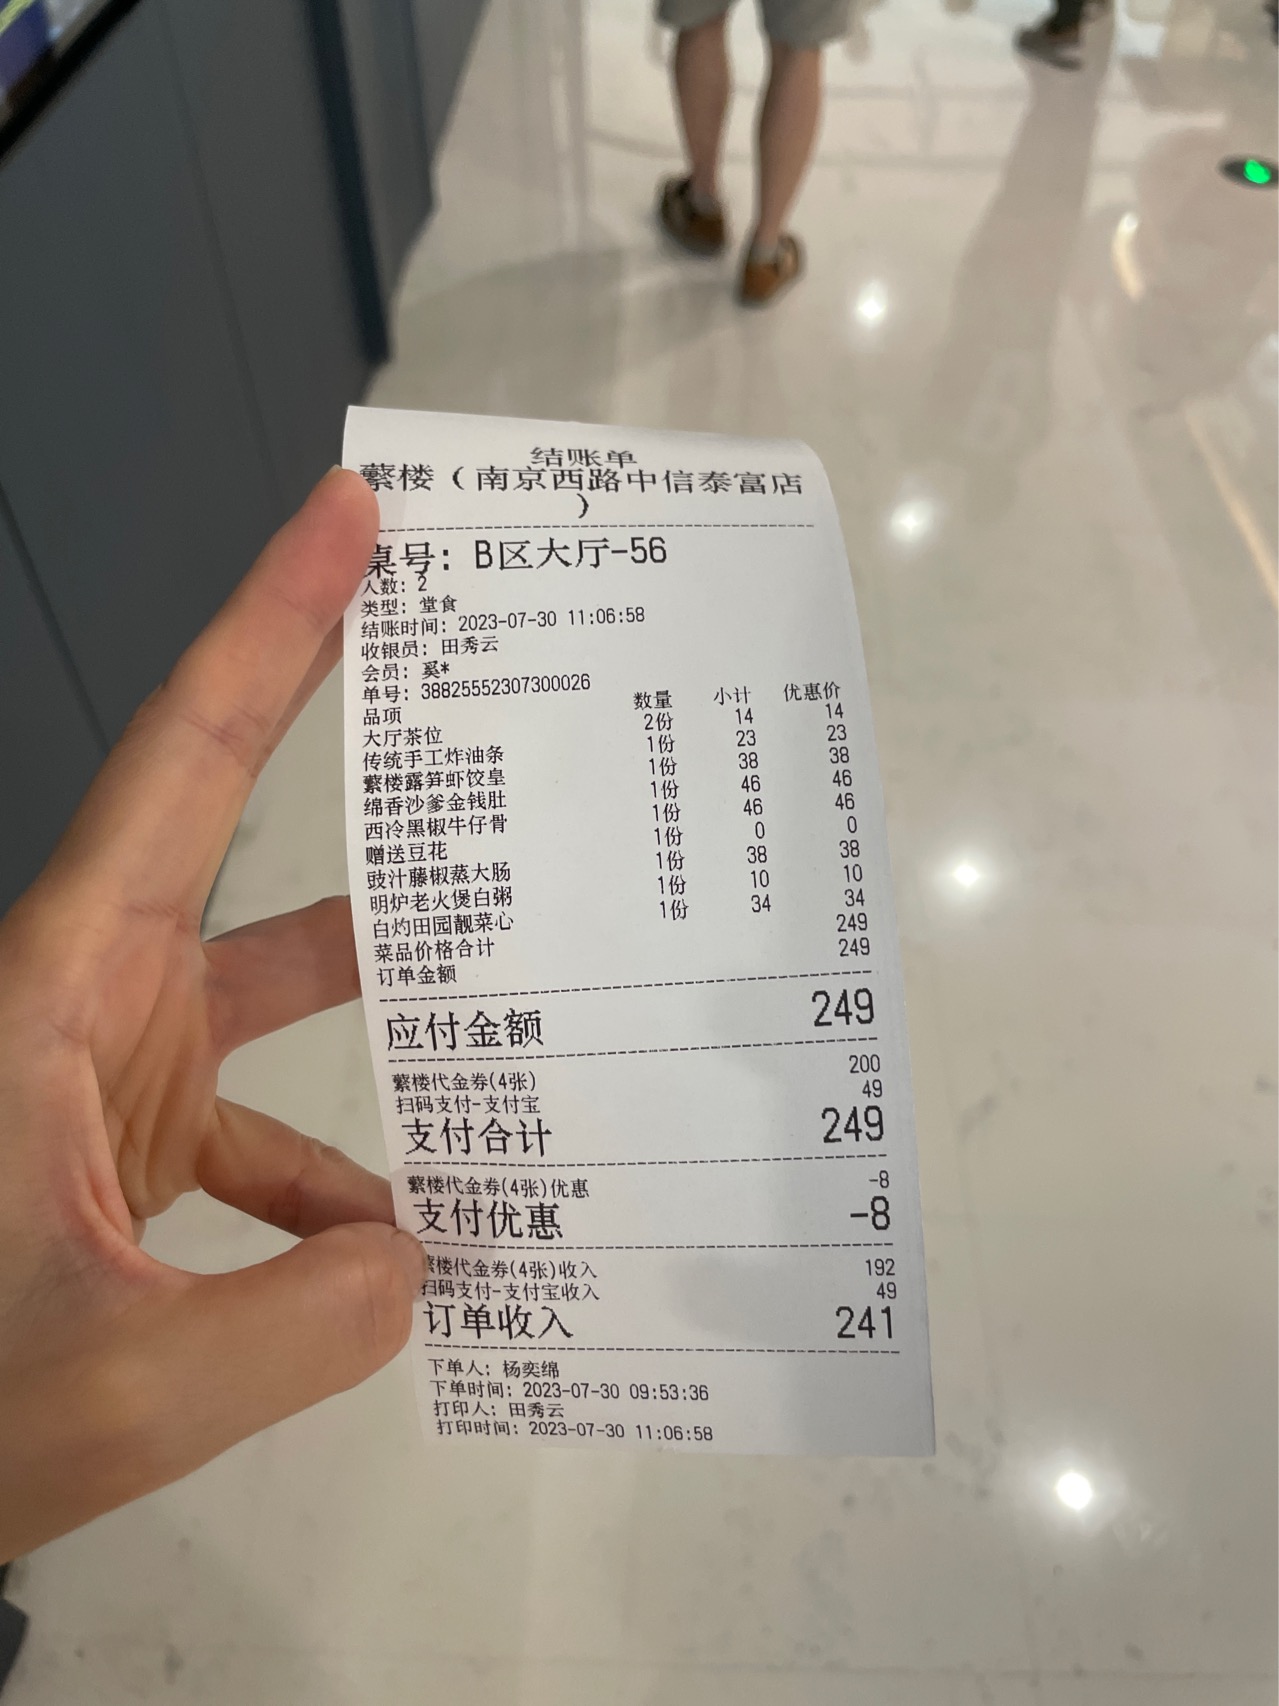 结账单
蘩楼（南京西路中信泰富店
）
桌号: B区大厅-56
人数: 2
类型: 堂食
结账时间: 2023-07-30 11:06:58
收银员: 田秀云
会员: 奚*
单号: 38825552307300026
品项 数量 小计 优惠价
大厅茶位 2份 14 14
传统手工炸油条 1份 23 23
蘩楼露笋虾饺皇 1份 38 38
绵香沙爹金钱肚 1份 46 46
西冷黑椒牛仔骨 1份 46 46
赠送豆花 1份 0 0
豉汁藤椒蒸大肠 1份 38 38
明炉老火煲白粥 1份 10 10
白灼田园靓菜心 1份 34 34
菜品价格合计 249
订单金额 249
应付金额 249
蘩楼代金券(4张) 200
扫码支付-支付宝 49
支付合计 249
蘩楼代金券(4张)优惠 -8
支付优惠 -8
蘩楼代金券(4张)收入 192
扫码支付-支付宝收入 49
订单收入 241
下单人: 杨奕绵
下单时间: 2023-07-30 09:53:36
打印人: 田秀云
打印时间: 2023-07-30 11:06:58